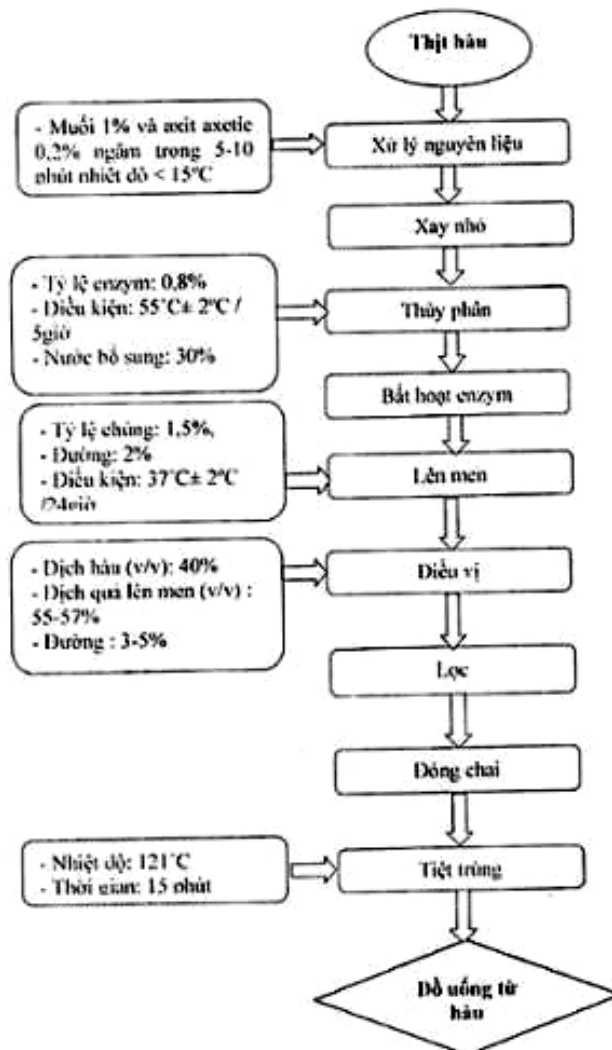 Thịt hàu
- Muối 1% và axit axetic
0,2% ngâm trong 5-10
phút nhiệt độ < 15°C
Xử lý nguyên liệu
Xay nhỏ
- Tỷ lệ enzym: 0,8%
- Điều kiện: 55°C± 2°C /
5giờ
- Nước bổ sung: 30%
Thủy phân
Bất hoạt enzym
- Tỷ lệ chủng: 1,5%,
- Đường: 2%
- Điều kiện: 37°C± 2°C
/24giờ
Lên men
- Dịch hàu (v/v): 40%
- Dịch quả lên men (v/v) :
55-57%
- Đường : 3-5%
Điều vị
Lọc
Đóng chai
- Nhiệt độ: 121°C
- Thời gian: 15 phút
Tiệt trùng
Đồ uống từ
hàu